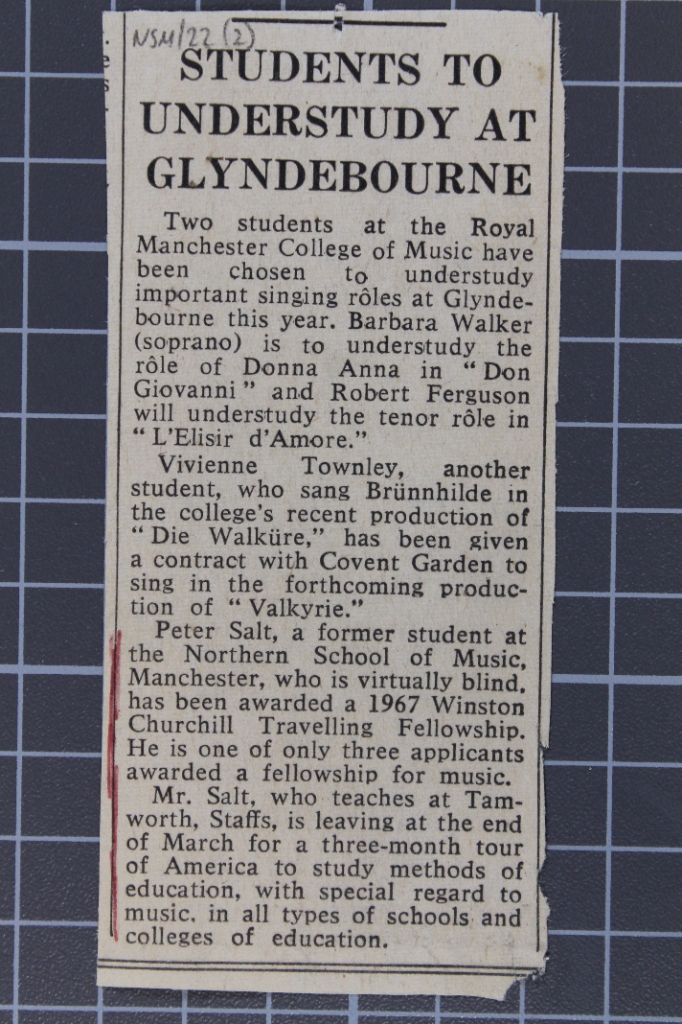 NSM/22 (2)
STUDENTS TO
UNDERSTUDY AT
GLYNDEBOURNE
Two students at the Royal
Manchester College of Music have
been chosen to understudy
important singing rôles at Glynde-
bourne this year. Barbara Walker
(soprano) is to understudy the
rôle of Donna Anna in "Don
Giovanni" and Robert Ferguson
will understudy the tenor rôle in
"L'Elisir d'Amore."
Vivienne Townley, another
student, who sang Brünnhilde in
the college's recent production of
"Die Walküre," has been given
a contract with Covent Garden to
sing in the forthcoming produc-
tion of "Valkyrie."
Peter Salt, a former student at
the Northern School of Music,
Manchester, who is virtually blind,
has been awarded a 1967 Winston
Churchill Travelling Fellowship.
He is one of only three applicants
awarded a fellowship for music.
Mr. Salt, who teaches at Tam-
worth, Staffs, is leaving at the end
of March for a three-month tour
of America to study methods of
education, with special regard to
music, in all types of schools and
colleges of education.